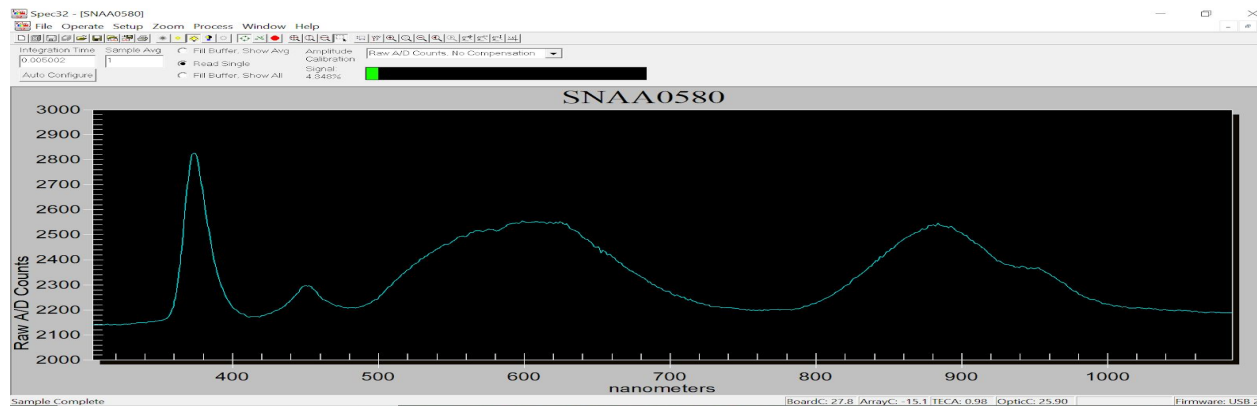 Spec32 - [SNAA0580]
File Operate Setup Zoom Process Window Help
Integration Time Sample Avg Fill Buffer, Show Avg Amplitude Calibration Raw A/D Counts, No Compensation
0.005002 1 Read Single
Auto Configure Fill Buffer, Show All Signal: 4.848%
SNAA0580
3000
2900
2800
2700
2600
2500
2400
2300
2200
2100
2000
Raw A/D Counts
400 500 600 700 800 900 1000
nanometers
Sample Complete BoardC: 27.8 ArrayC: -15.1 TECA: 0.98 OpticC: 25.90 Firmware: USB 2